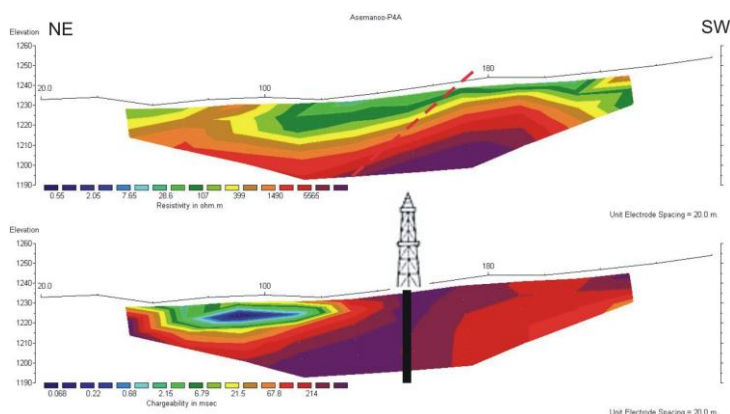 NE
Asemanso-P4A
SW
Elevation
1260
1250
1240
1230
1220
1210
1200
1190
20.0
100
180
0.55 2.05 7.65 28.6 107 399 1490 5565
Resistivity in ohm.m
Unit Electrode Spacing = 20.0 m.
Elevation
1260
1250
1240
1230
1220
1210
1200
1190
20.0
100
180
0.068 0.22 0.68 2.15 6.79 21.5 67.8 214
Chargeability in msec
Unit Electrode Spacing = 20.0 m.